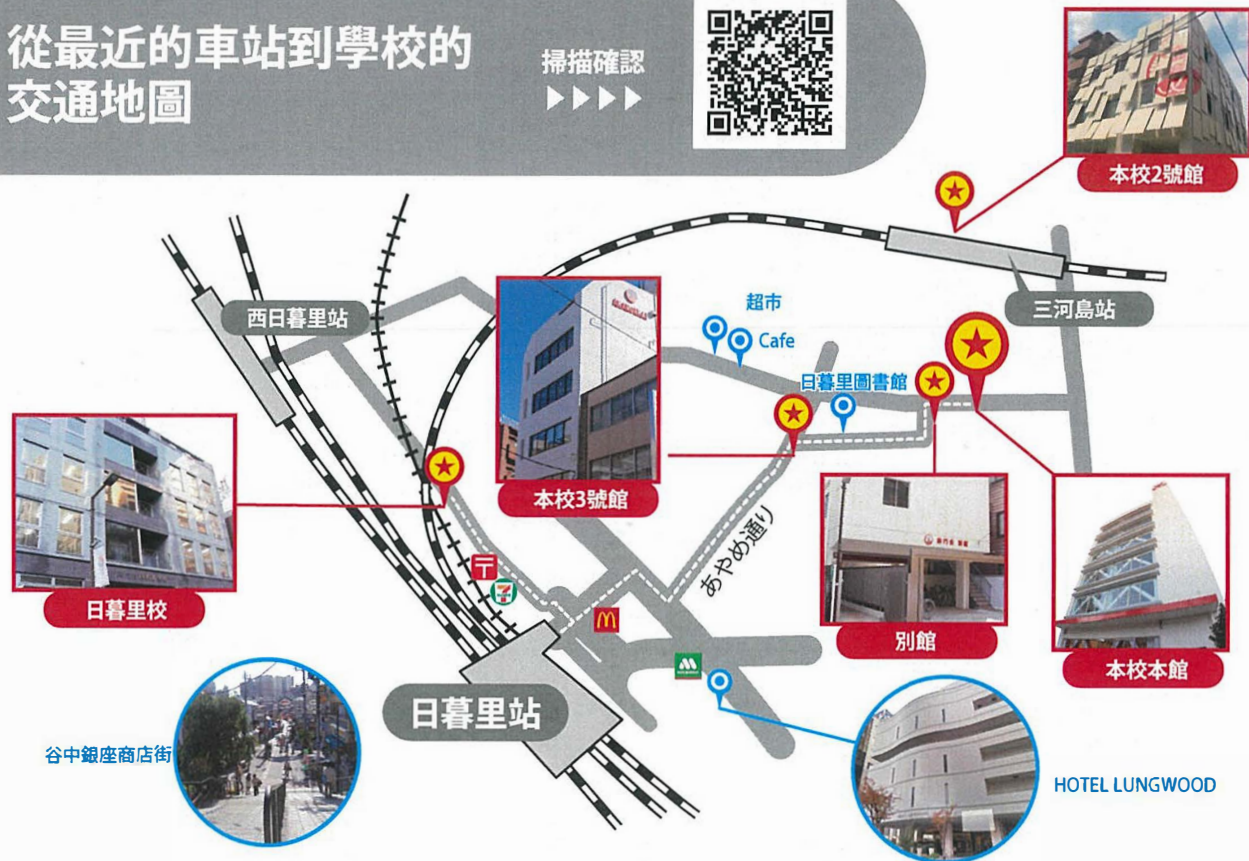 從最近的車站到學校的
交通地圖
掃描確認
本校2號館
西日暮里站
三河島站
超市
Cafe
日暮里圖書館
本校3號館
日暮里校
あやめ通り
別館
本校本館
日暮里站
谷中銀座商店街
HOTEL LUNGWOOD